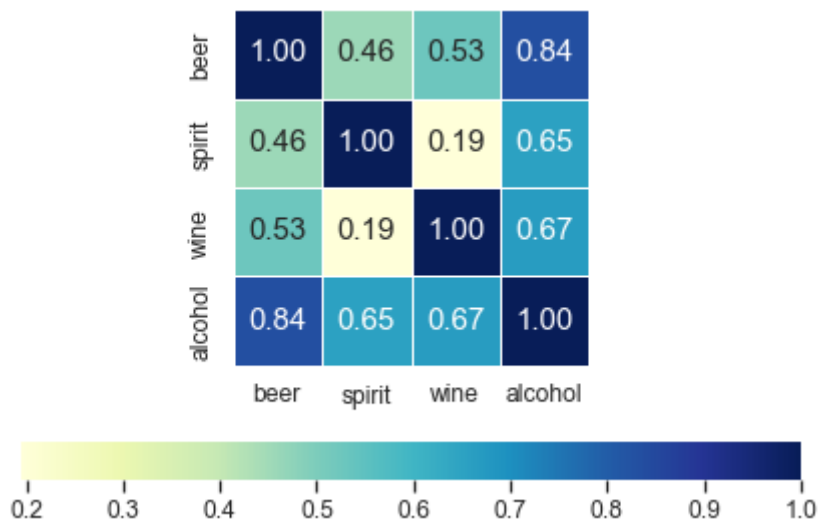 beer 1.00 0.46 0.53 0.84
spirit 0.46 1.00 0.19 0.65
wine 0.53 0.19 1.00 0.67
alcohol 0.84 0.65 0.67 1.00
beer spirit wine alcohol
0.2 0.3 0.4 0.5 0.6 0.7 0.8 0.9 1.0